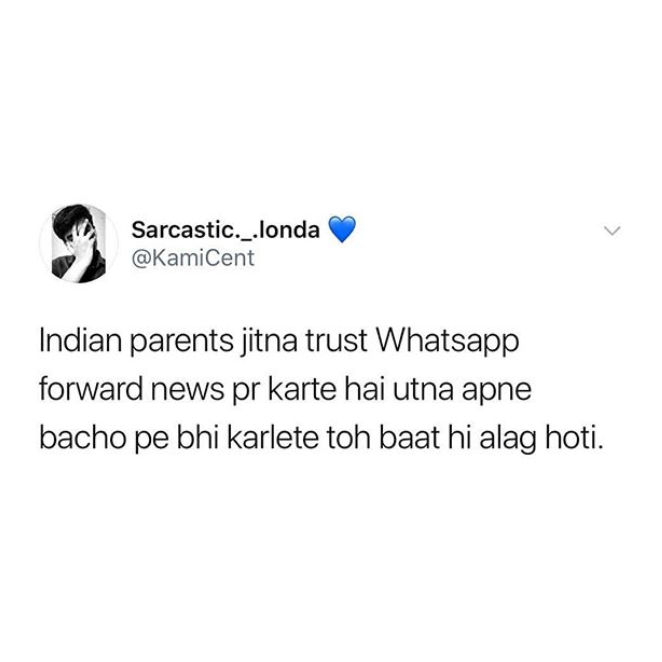 Sarcastic._.londa 💙
@KamiCent
Indian parents jitna trust Whatsapp
forward news pr karte hai utna apne
bacho pe bhi karlete toh baat hi alag hoti.